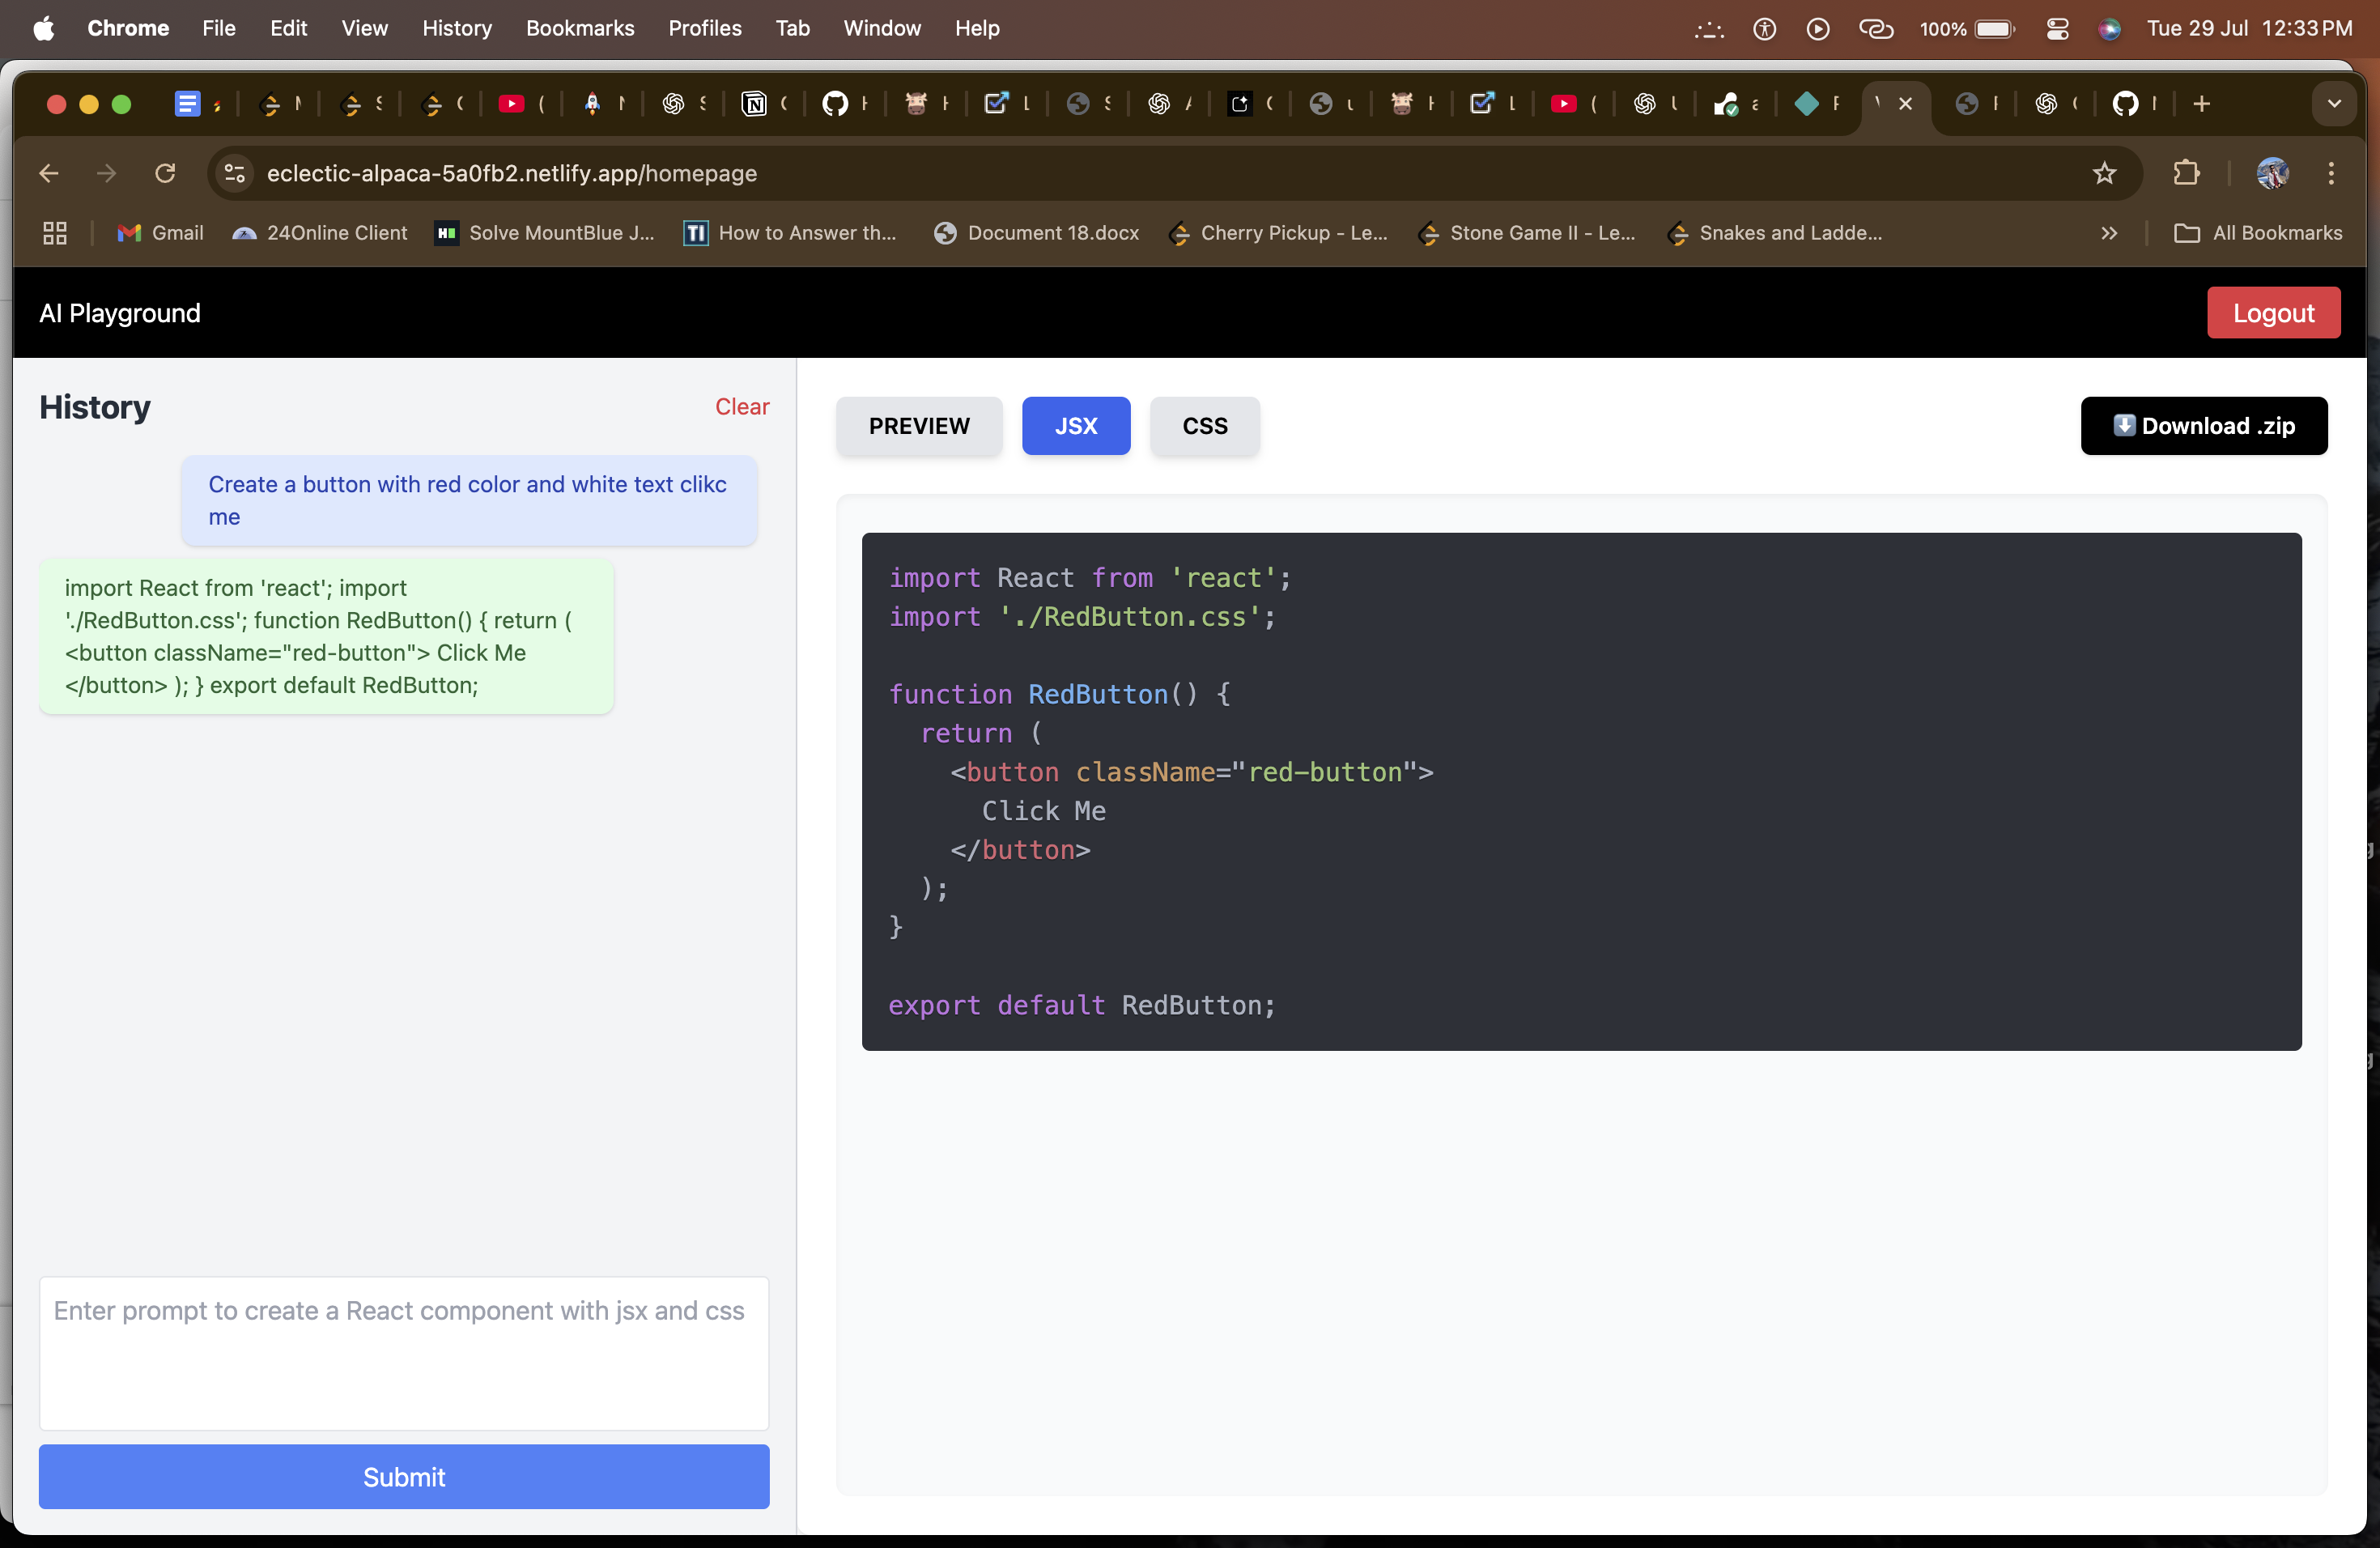 Chrome File Edit View History Bookmarks Profiles Tab Window Help 100% Tue 29 Jul 12:33 PM
eclectic-alpaca-5a0fb2.netlify.app/homepage
Gmail 24Online Client Solve MountBlue J... How to Answer th... Document 18.docx Cherry Pickup - Le... Stone Game II - Le... Snakes and Ladde... All Bookmarks
AI Playground
Logout
History
Clear
Create a button with red color and white text clikc
me
import React from 'react'; import
'./RedButton.css'; function RedButton() { return (
<button className="red-button"> Click Me
</button> ); } export default RedButton;
Enter prompt to create a React component with jsx and css
Submit
PREVIEW JSX CSS
Download .zip
import React from 'react';
import './RedButton.css';
function RedButton() {
return (
<button className="red-button">
Click Me
</button>
);
}
export default RedButton;